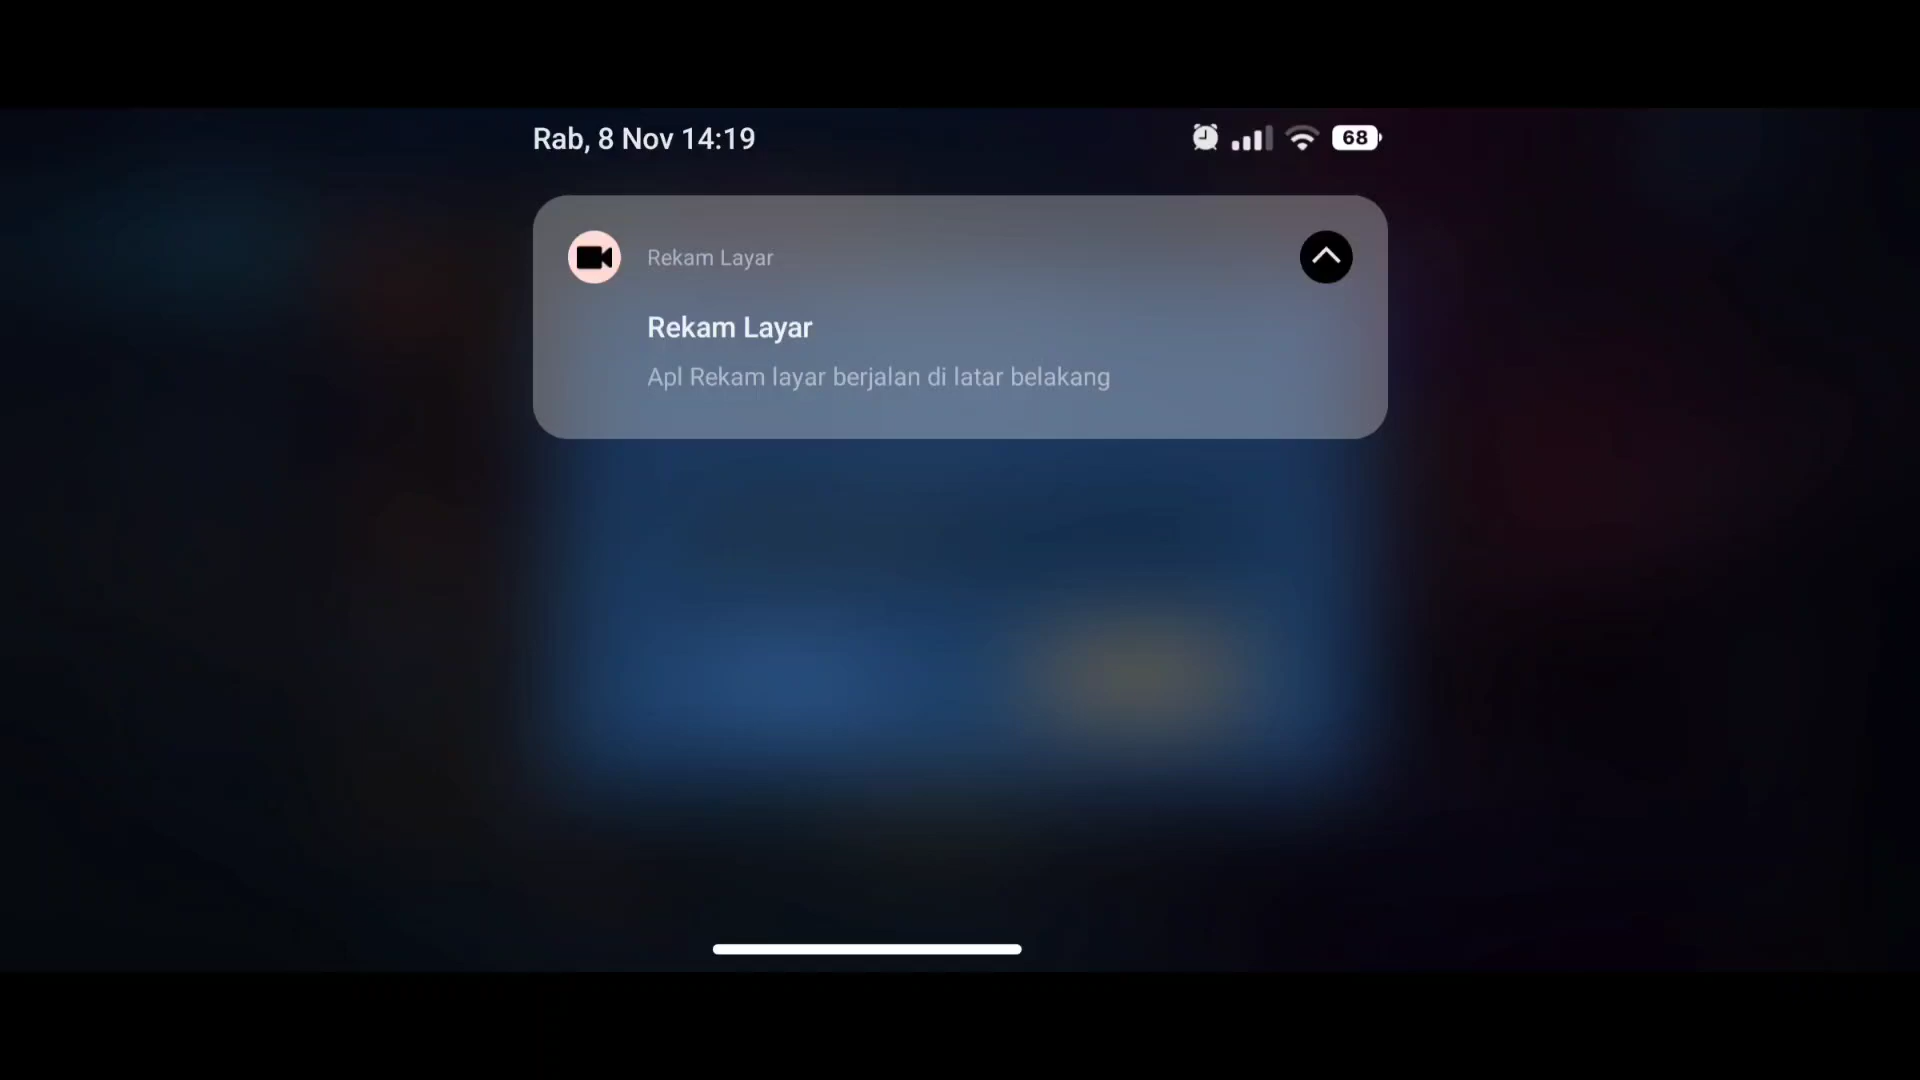 Rab, 8 Nov 14:19
68
Rekam Layar
Rekam Layar
Apl Rekam layar berjalan di latar belakang